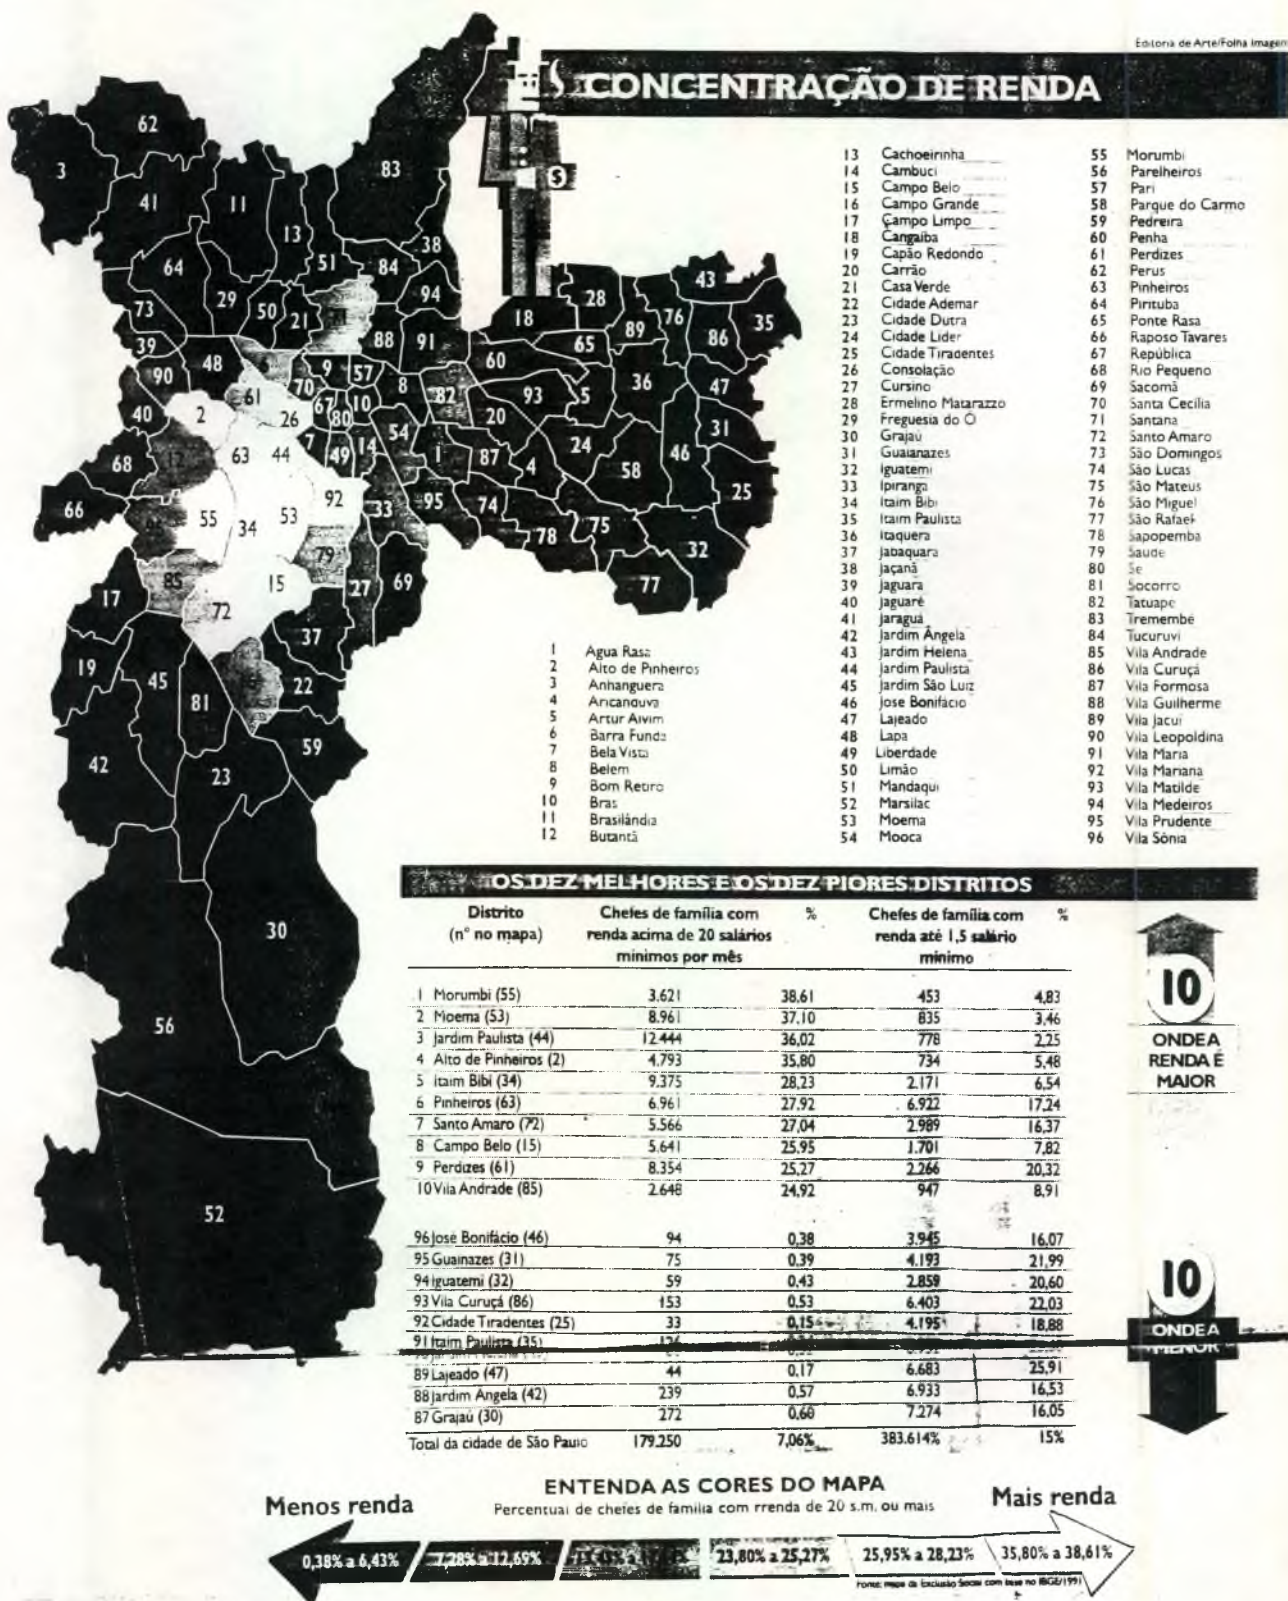 Editoria de Arte/Folha Imagem
CONCENTRAÇÃO DE RENDA
1 Agua Rasa
2 Alto de Pinheiros
3 Anhanguera
4 Aricanduva
5 Artur Alvim
6 Barra Funda
7 Bela Vista
8 Belem
9 Bom Retiro
10 Bras
11 Brasilândia
12 Butantã
13 Cachoeirinha
14 Cambuci
15 Campo Belo
16 Campo Grande
17 Campo Limpo
18 Cangaíba
19 Capão Redondo
20 Carrão
21 Casa Verde
22 Cidade Ademar
23 Cidade Dutra
24 Cidade Lider
25 Cidade Tiradentes
26 Consolação
27 Cursino
28 Ermelino Matarazzo
29 Freguesia do Ó
30 Grajaú
31 Guaianazes
32 Iguatemi
33 Ipiranga
34 Itaim Bibi
35 Itaim Paulista
36 Itaquera
37 Jabaquara
38 Jaçanã
39 Jaguara
40 Jaguaré
41 Jaraguá
42 Jardim Ângela
43 Jardim Helena
44 Jardim Paulista
45 Jardim São Luiz
46 Jose Bonifácio
47 Lajeado
48 Lapa
49 Liberdade
50 Limão
51 Mandaqui
52 Marsilac
53 Moema
54 Mooca
55 Morumbi
56 Parelheiros
57 Pari
58 Parque do Carmo
59 Pedreira
60 Penha
61 Perdizes
62 Perus
63 Pinheiros
64 Pirituba
65 Ponte Rasa
66 Raposo Tavares
67 República
68 Rio Pequeno
69 Sacomã
70 Santa Cecília
71 Santana
72 Santo Amaro
73 São Domingos
74 São Lucas
75 São Mateus
76 São Miguel
77 São Rafael
78 Sapopemba
79 Saude
80 Se
81 Socorro
82 Tatuape
83 Tremembé
84 Tucuruvi
85 Vila Andrade
86 Vila Curuçá
87 Vila Formosa
88 Vila Guilherme
89 Vila Jacuí
90 Vila Leopoldina
91 Vila Maria
92 Vila Mariana
93 Vila Matilde
94 Vila Medeiros
95 Vila Prudente
96 Vila Sônia
OS DEZ MELHORES E OS DEZ PIORES DISTRITOS
Distrito (nº no mapa) Chefes de família com renda acima de 20 salários minimos por mês % Chefes de família com renda até 1,5 salário mínimo %
1 Morumbi (55) 3.621 38,61 453 4,83
2 Moema (53) 8.961 37,10 835 3,46
3 Jardim Paulista (44) 12.444 36,02 778 2,25
4 Alto de Pinheiros (2) 4.793 35,80 734 5,48
5 Itaim Bibi (34) 9.375 28,23 2.171 6,54
6 Pinheiros (63) 6.961 27,92 6.922 17,24
7 Santo Amaro (72) 5.566 27,04 2.989 16,37
8 Campo Belo (15) 5.641 25,95 1.701 7,82
9 Perdizes (61) 8.354 25,27 2.266 20,32
10 Vila Andrade (85) 2.648 24,92 947 8,91
96 José Bonifácio (46) 94 0,38 3.945 16,07
95 Guainazes (31) 75 0,39 4.193 21,99
94 Iguatemi (32) 59 0,43 2.859 20,60
93 Vila Curuçá (86) 153 0,53 6.403 22,03
92 Cidade Tiradentes (25) 33 0,15 4.195 18,88
91 Itaim Paulista (35)
89 Lajeado (47) 44 0,17 6.683 25,91
88 Jardim Angela (42) 239 0,57 6.933 16,53
87 Grajaú (30) 272 0,60 7.274 16,05
Total da cidade de São Paulo 179.250 7,06% 383.614% 15%
10
ONDE A
RENDA É
MAIOR
10
ONDE A
MENOR
ENTENDA AS CORES DO MAPA
Percentual de chefes de família com rrenda de 20 s.m. ou mais
Menos renda
Mais renda
0,38% a 6,43% 7,28% a 12,69% 23,80% a 25,27% 25,95% a 28,23% 35,80% a 38,61%
Fonte: Mapa da Exclusão Social com base no IBGE/1991